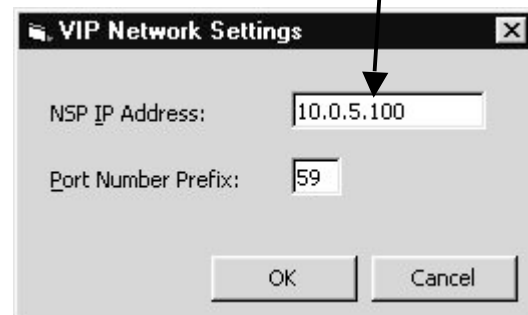 VIP Network Settings
NSP IP Address: 10.0.5.100
Port Number Prefix: 59
OK Cancel